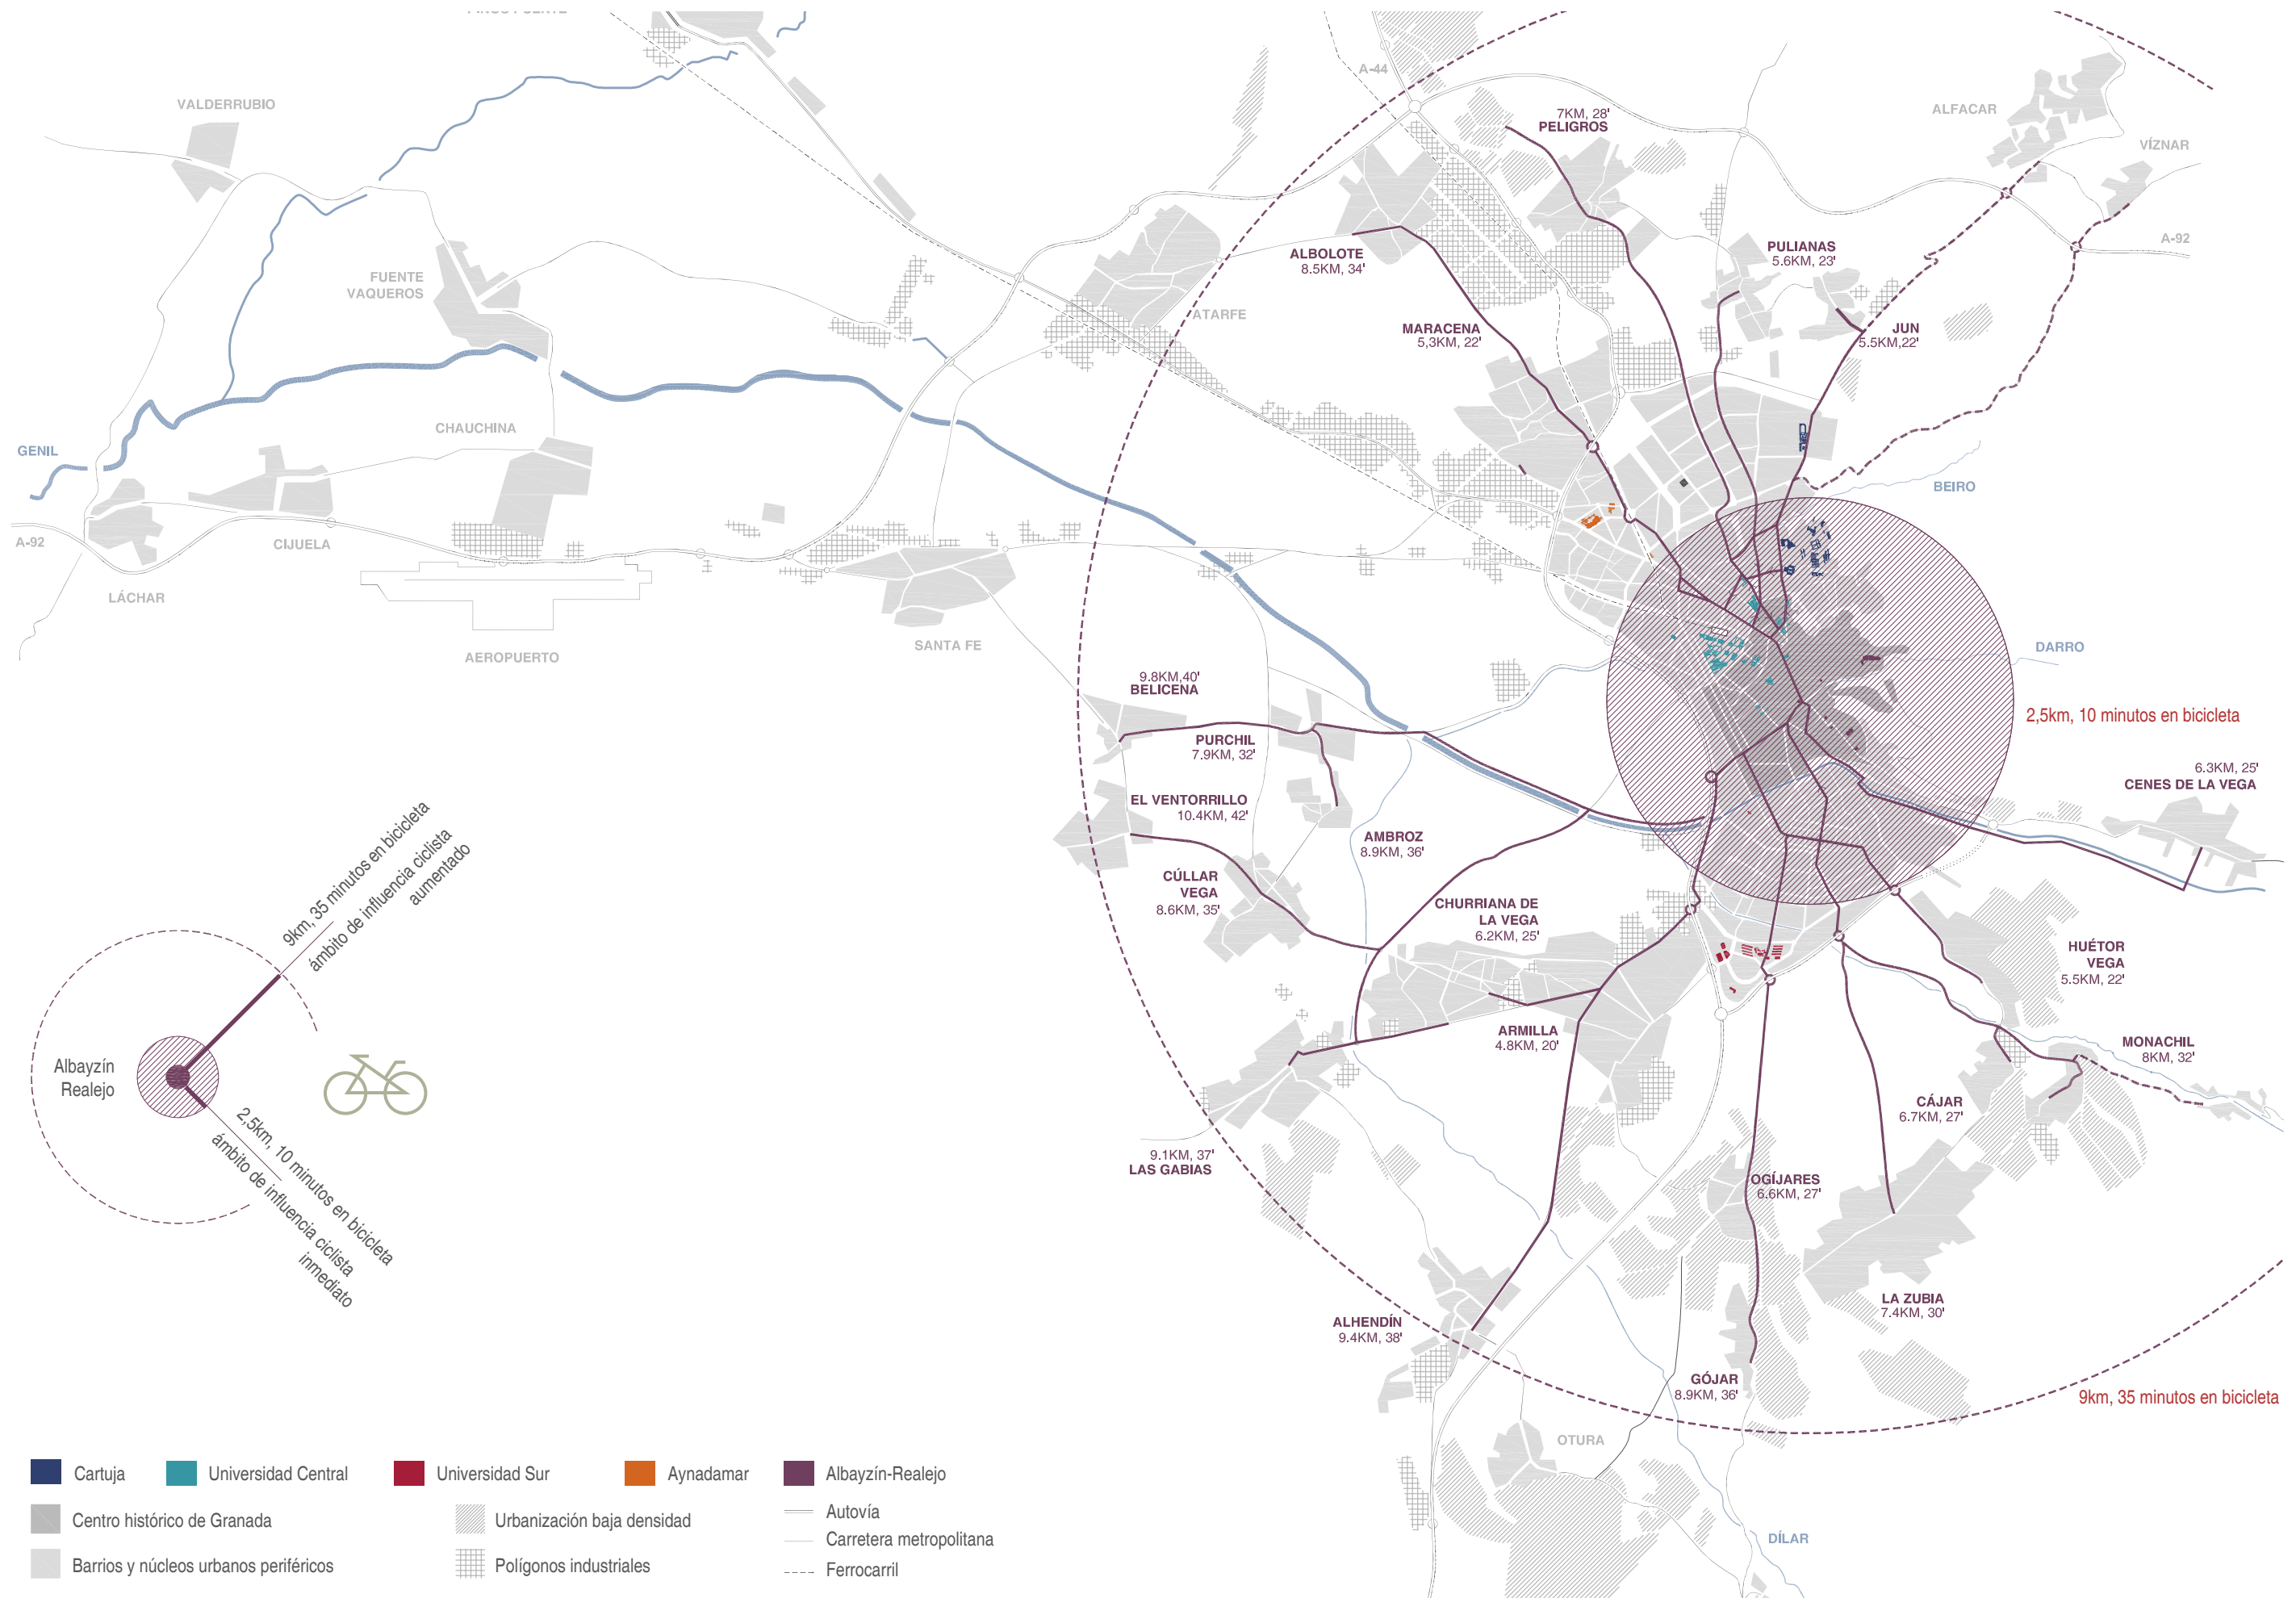 VALDERRUBIO
A-44
7KM, 28'
PELIGROS
ALFACAR
VÍZNAR
A-92
PULIANAS
5.6KM, 23'
ALBOLOTE
8.5KM, 34'
FUENTE
VAQUEROS
ATARFE
MARACENA
5,3KM, 22'
JUN
5.5KM,22'
CHAUCHINA
GENIL
BEIRO
A-92
CIJUELA
LÁCHAR
AEROPUERTO
SANTA FE
DARRO
9.8KM,40'
BELICENA
2,5km, 10 minutos en bicicleta
PURCHIL
7.9KM, 32'
6.3KM, 25'
CENES DE LA VEGA
EL VENTORRILLO
10.4KM, 42'
AMBROZ
8.9KM, 36'
CÚLLAR
VEGA
8.6KM, 35'
CHURRIANA DE
LA VEGA
6.2KM, 25'
HUÉTOR
VEGA
5.5KM, 22'
ARMILLA
4.8KM, 20'
MONACHIL
8KM, 32'
CÁJAR
6.7KM, 27'
9.1KM, 37'
LAS GABIAS
OGÍJARES
6.6KM, 27'
LA ZUBIA
7.4KM, 30'
ALHENDÍN
9.4KM, 38'
GÓJAR
8.9KM, 36'
9km, 35 minutos en bicicleta
OTURA
DÍLAR
9km, 35 minutos en bicicleta
ámbito de influencia ciclista
aumentado
Albayzín
Realejo
2,5km, 10 minutos en bicicleta
ámbito de influencia ciclista
inmediato
Cartuja
Universidad Central
Universidad Sur
Aynadamar
Albayzín-Realejo
Centro histórico de Granada
Urbanización baja densidad
Autovía
Carretera metropolitana
Barrios y núcleos urbanos periféricos
Polígonos industriales
Ferrocarril